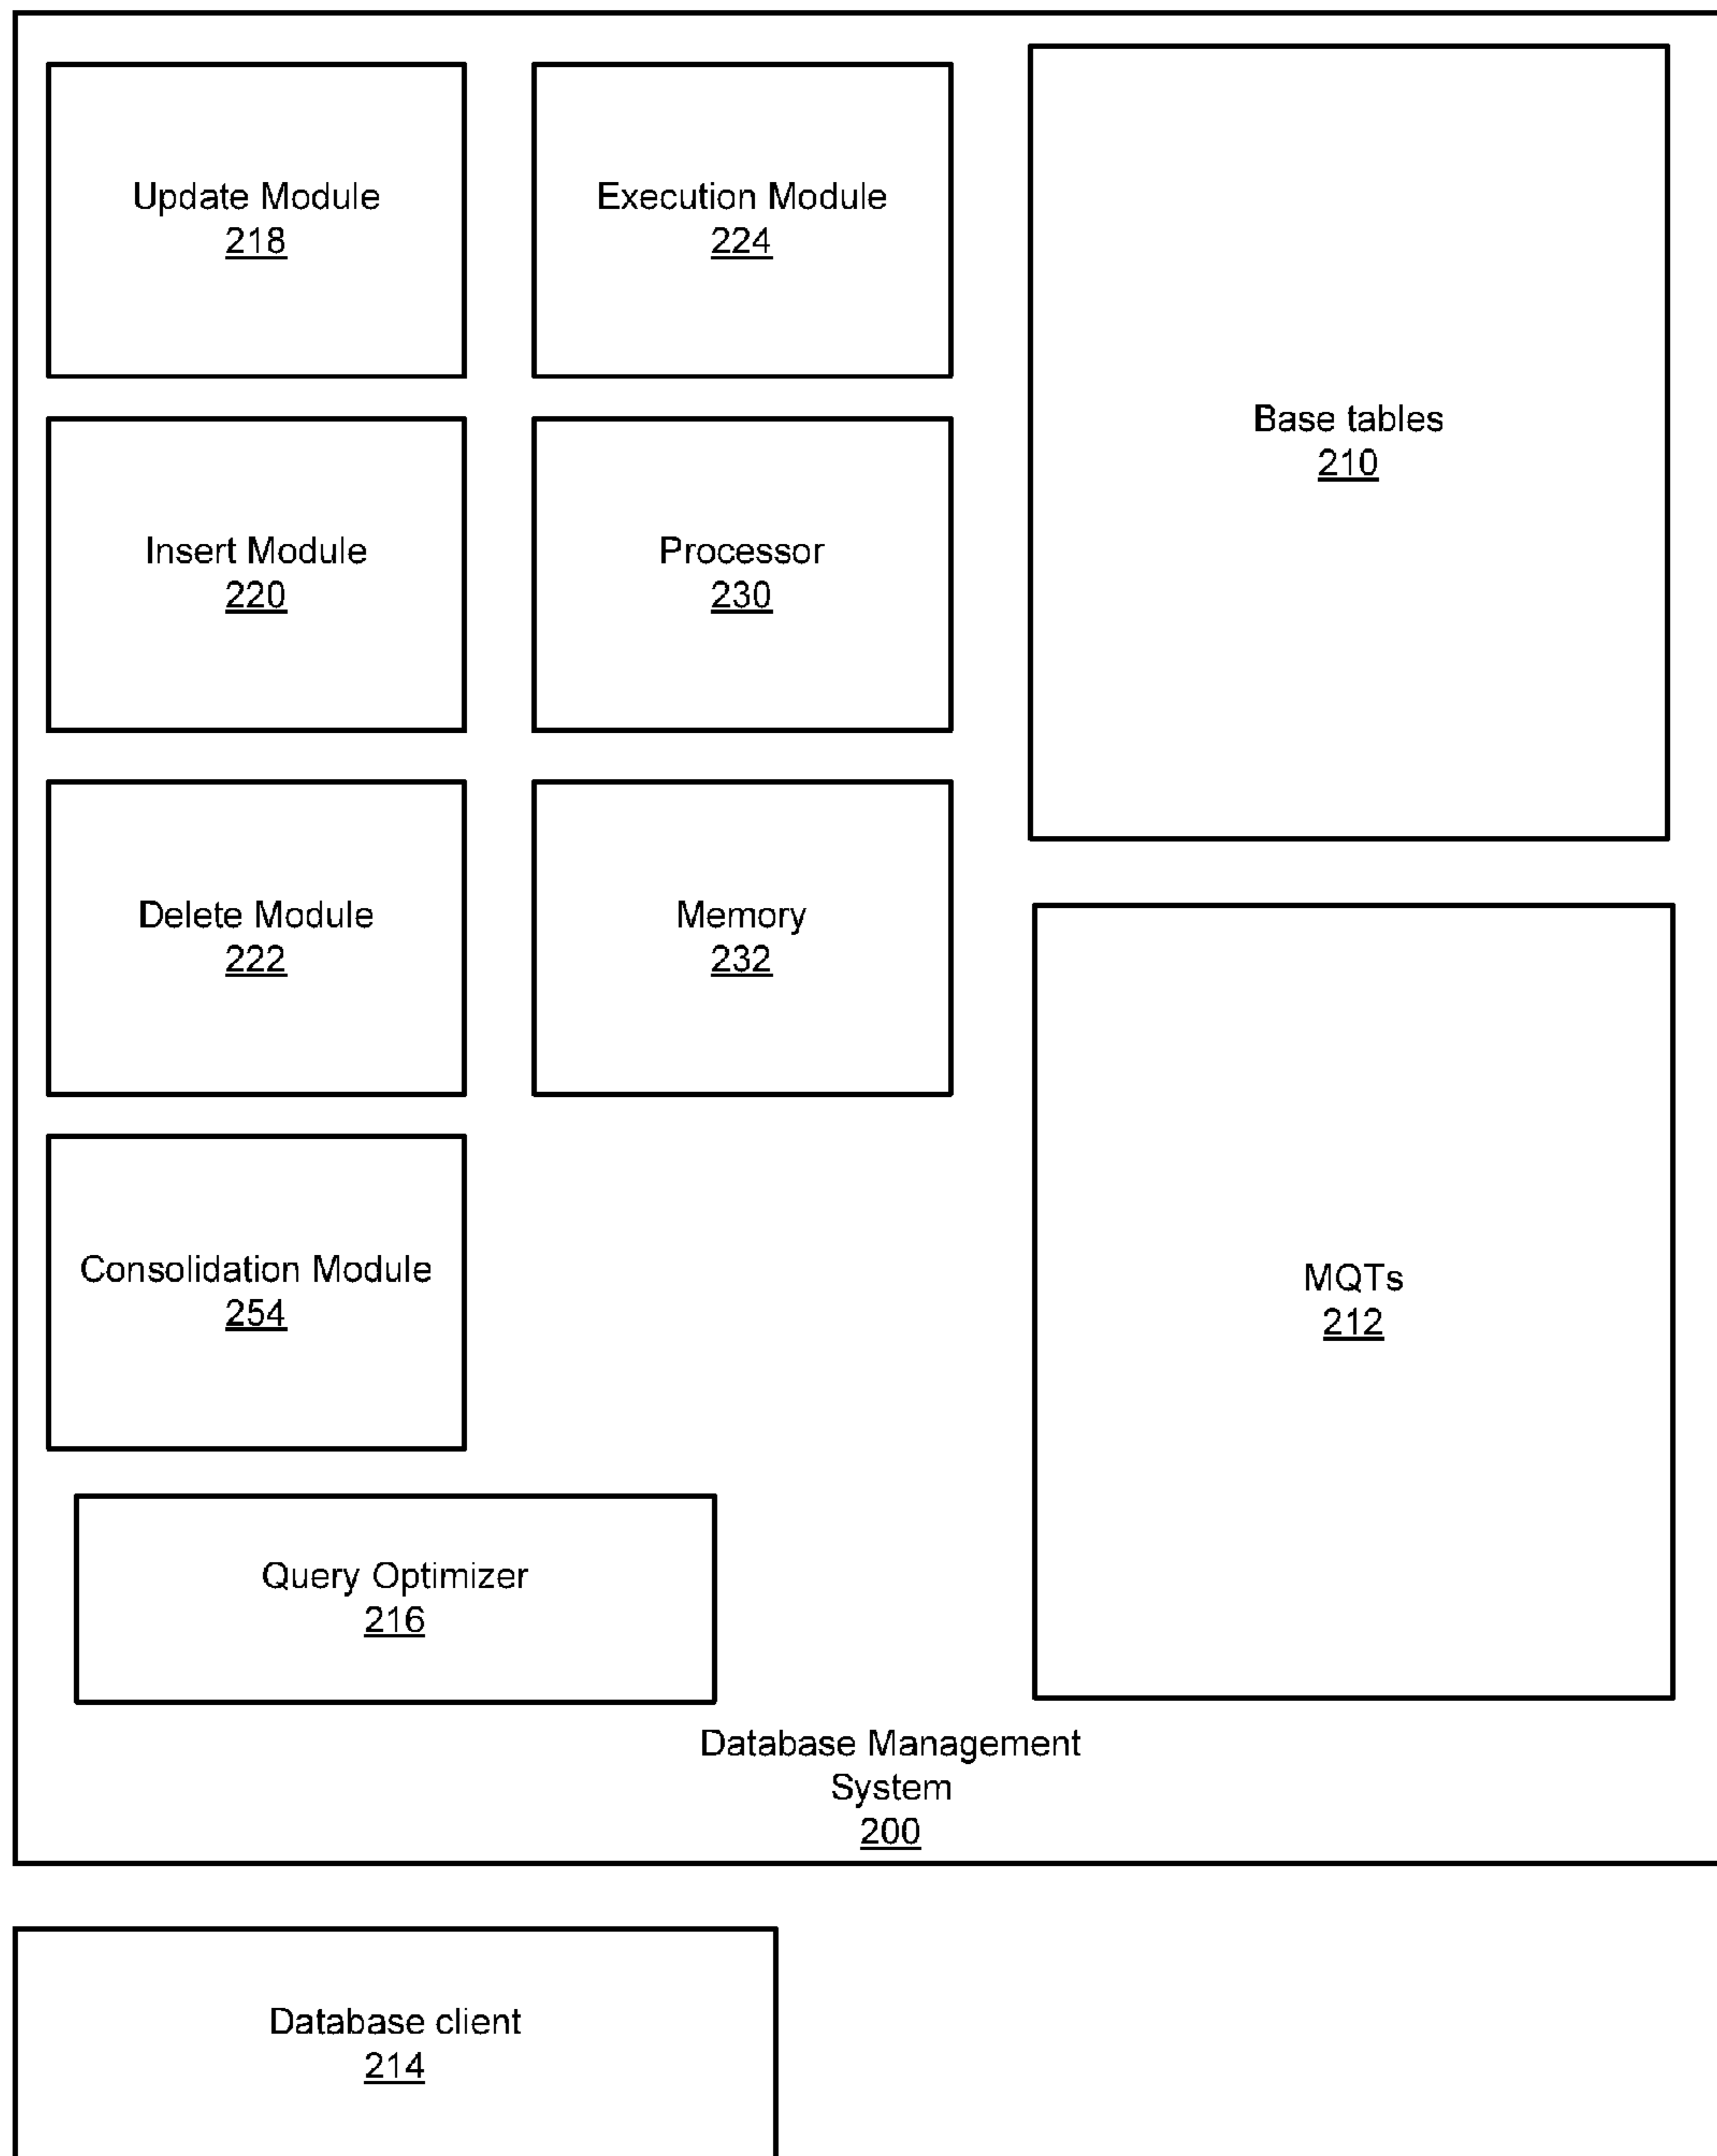 Update Module
218
Execution Module
224
Base tables
210
Insert Module
220
Processor
230
Delete Module
222
Memory
232
Consolidation Module
254
MQTs
212
Query Optimizer
216
Database Management
System
200
Database client
214